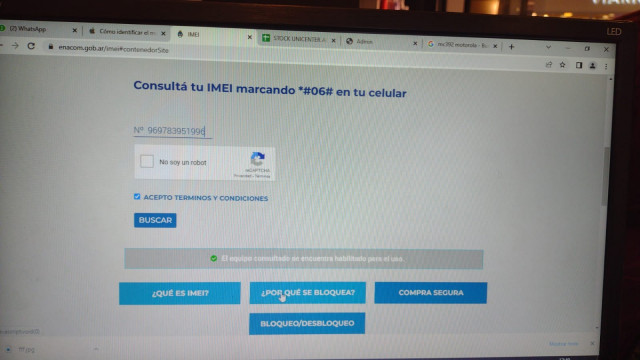 LED
(2) WhatsApp
Cómo identificar el m
IMEI
STOCK UNICENTER
Admin
enacom.gob.ar/imei#contenedorSitio
Consultá tu IMEI marcando *#06# en tu celular
Nº 96978395199
No soy un robot
reCAPTCHA
Privacidad - Términos
ACEPTO TERMINOS Y CONDICIONES
BUSCAR
El equipo consultado se encuentra habilitado para el uso.
¿QUÉ ES IMEI?
¿POR QUÉ SE BLOQUEA?
COMPRA SEGURA
BLOQUEO/DESBLOQUEO